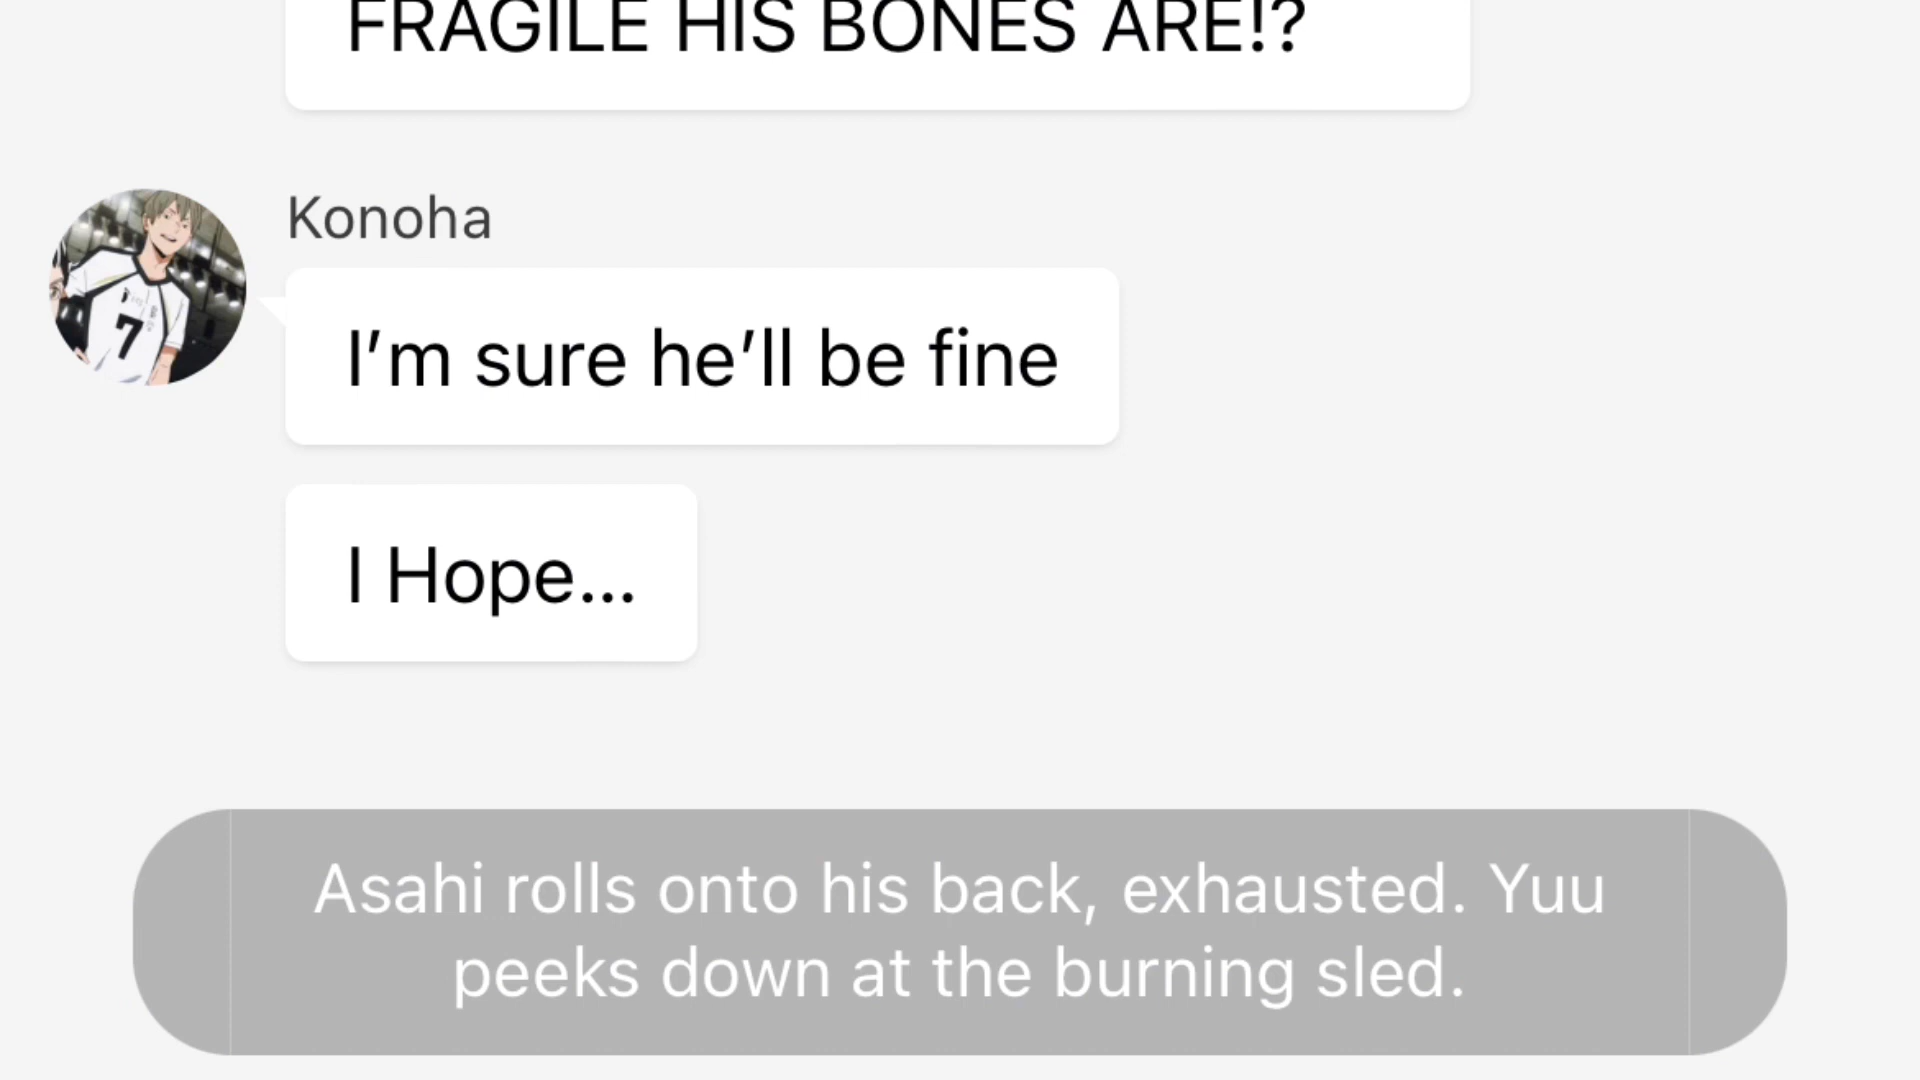 FRAGILE HIS BONES ARE!?
Konoha
I’m sure he’ll be fine
I Hope...
7
Asahi rolls onto his back, exhausted. Yuu
peeks down at the burning sled.